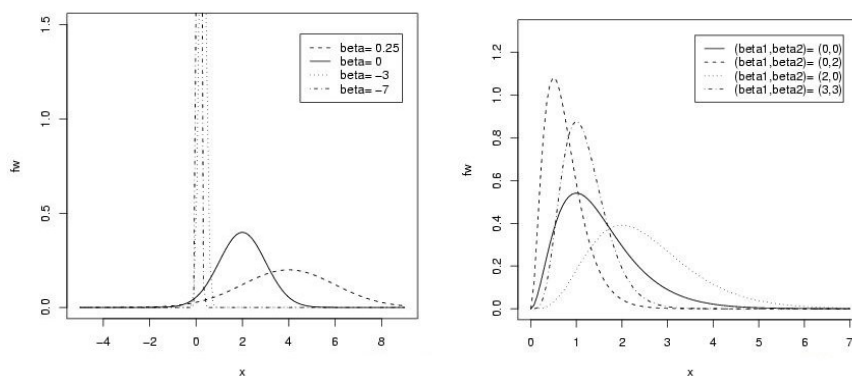 1.5
1.0
0.5
0.0
fw
beta= 0.25
beta= 0
beta= −3
beta= −7
−4 −2 0 2 4 6 8
x
1.2
1.0
0.8
0.6
0.4
0.2
0.0
fw
(beta1,beta2)= (0,0)
(beta1,beta2)= (0,2)
(beta1,beta2)= (2,0)
(beta1,beta2)= (3,3)
0 1 2 3 4 5 6 7
x